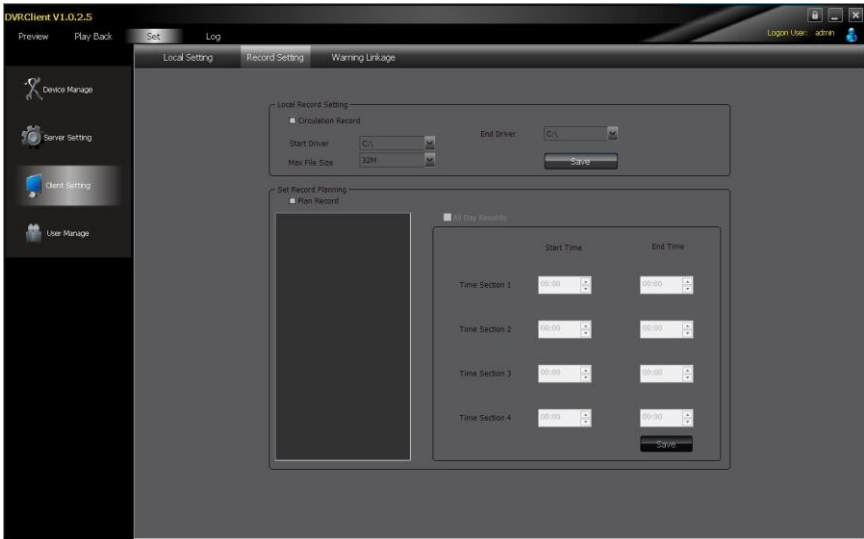 DVRClient V1.0.2.5
Preview Play Back Set Log
Logon User: admin
Local Setting Record Setting Warning Linkage
Device Manage
Server Setting
Client Setting
User Manage
Local Record Setting
Circulation Record
Start Driver C:\ End Driver C:\
Max File Size 32M Save
Set Record Planning
Plan Record
All Day Records
Start Time End Time
Time Section 1 00:00 00:00
Time Section 2 00:00 00:00
Time Section 3 00:00 00:00
Time Section 4 00:00 00:00
Save